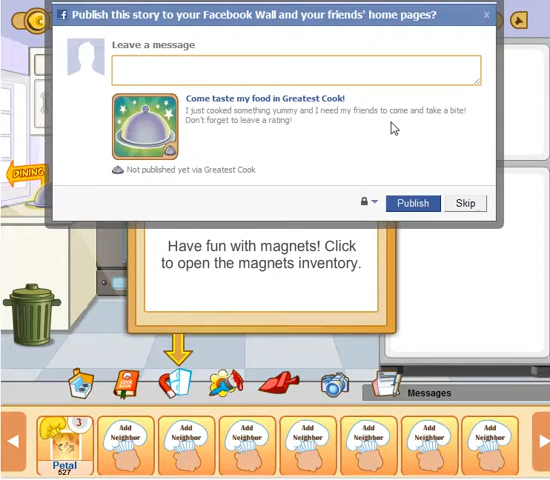 Publish this story to your Facebook Wall and your friends' home pages?
x
Leave a message
Come taste my food in Greatest Cook!
I just cooked something yummy and I need my friends to come and take a bite!
Don't forget to leave a rating!
Not published yet via Greatest Cook
Publish
Skip
DINING
Have fun with magnets! Click
to open the magnets inventory.
Messages
3
Petal
527
Add
Neighbor
Add
Neighbor
Add
Neighbor
Add
Neighbor
Add
Neighbor
Add
Neighbor
Add
Neighbor